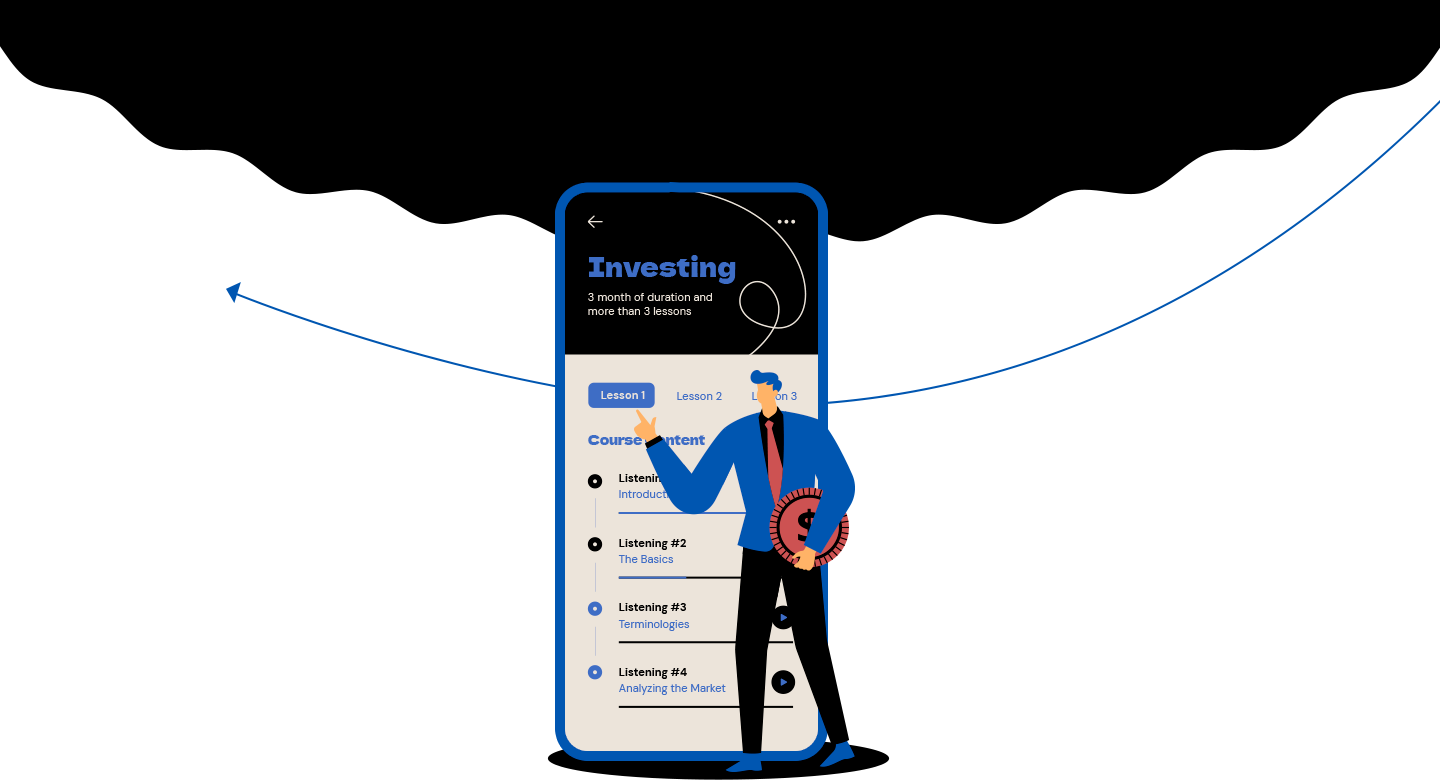 Investing
3 month of duration and
more than 3 lessons
Lesson 1 Lesson 2
Course
Listening #2
The Basics
Listening #3
Terminologies
Listening #4
Analyzing the Market
$